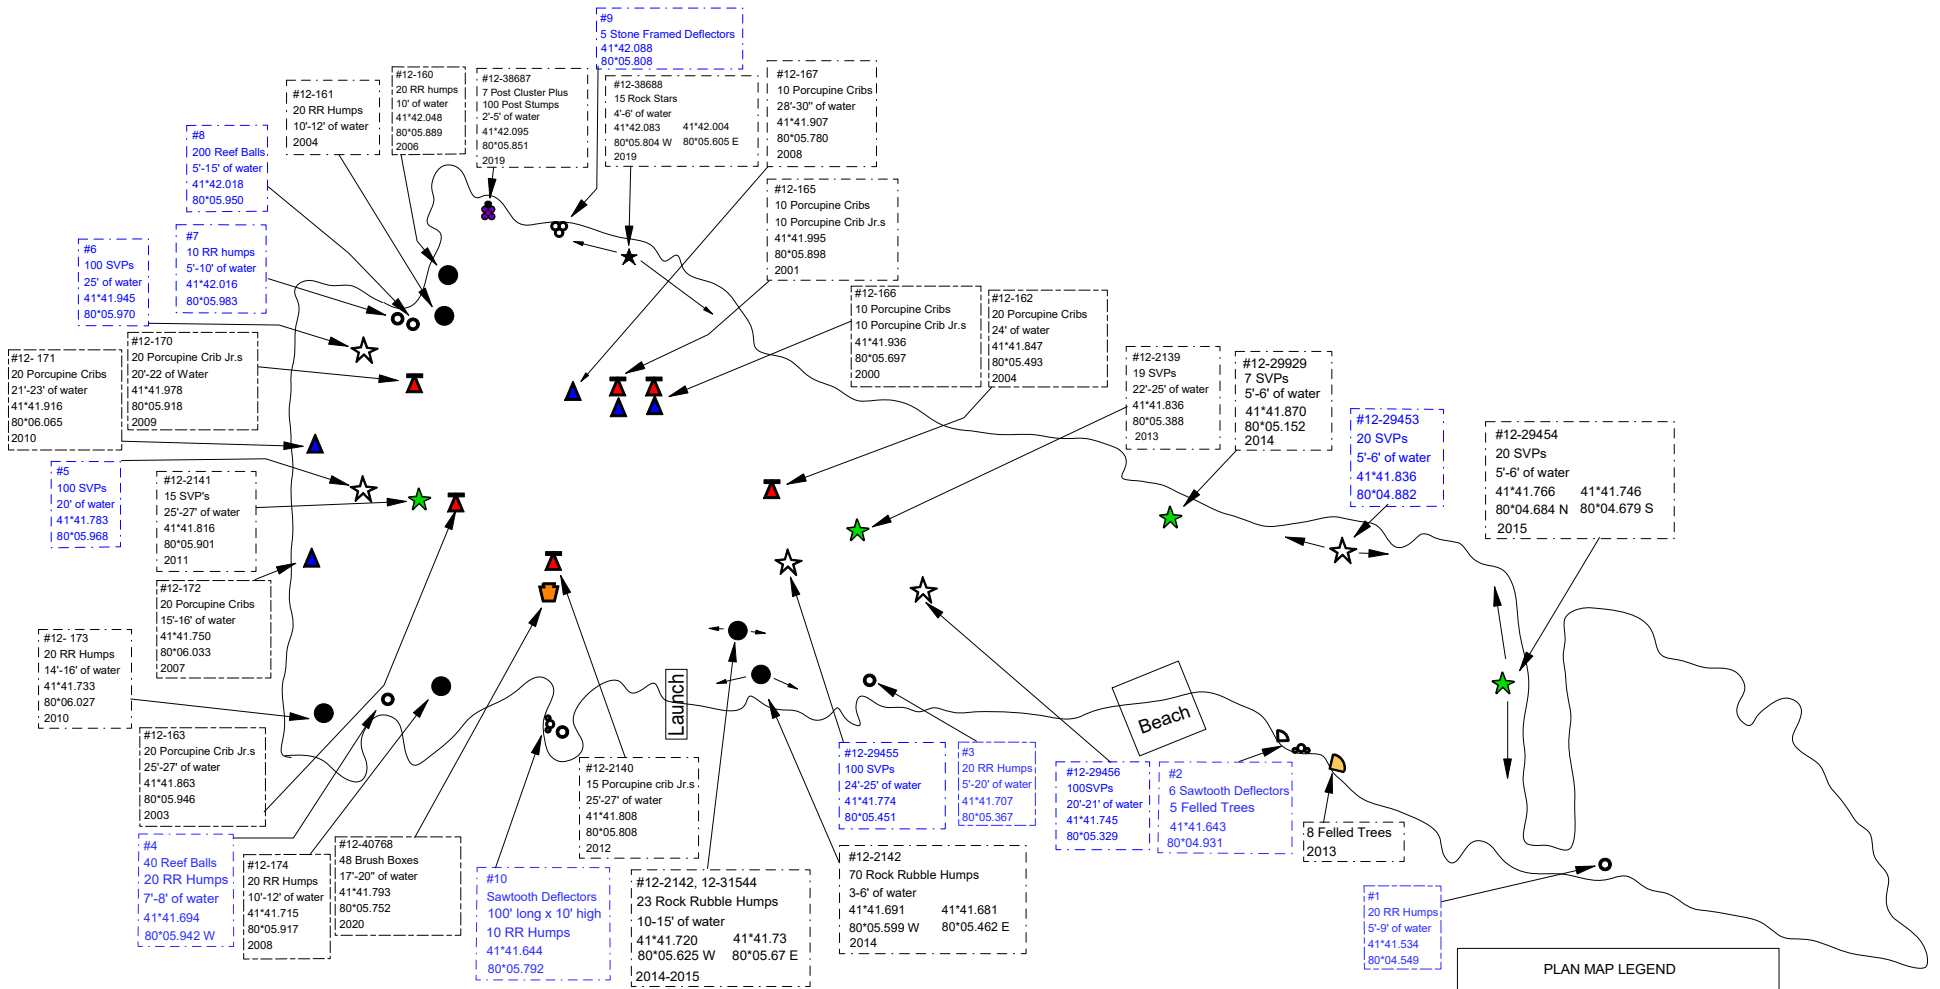 #9
5 Stone Framed Deflectors
41*42.088
80*05.808
#12-161
20 RR Humps
10'-12' of water
2004
#12-160
20 RR humps
10' of water
41*42.048
80*05.889
2006
#12-38687
7 Post Cluster Plus
100 Post Stumps
2'-5' of water
41*42.095
80*05.851
2019
#12-38688
15 Rock Stars
4'-6' of water
41*42.083 41*42.004
80*05.804 W 80*05.605 E
2019
#12-167
10 Porcupine Cribs
28'-30" of water
41*41.907
80*05.780
2008
#8
200 Reef Balls
5'-15' of water
41*42.018
80*05.950
#12-165
10 Porcupine Cribs
10 Porcupine Crib Jr.s
41*41.995
80*05.898
2001
#7
10 RR humps
5'-10' of water
41*42.016
80*05.983
#6
100 SVPs
25' of water
41*41.945
80*05.970
#12-166
10 Porcupine Cribs
10 Porcupine Crib Jr.s
41*41.936
80*05.697
2000
#12-162
20 Porcupine Cribs
24' of water
41*41.847
80*05.493
2004
#12-170
20 Porcupine Crib Jr.s
20'-22 of Water
41*41.978
80*05.918
2009
#12- 171
20 Porcupine Cribs
21'-23' of water
41*41.916
80*06.065
2010
#12-2139
19 SVPs
22'-25' of water
41*41.836
80*05.388
2013
#12-29929
7 SVPs
5'-6' of water
41*41.870
80*05.152
2014
#12-29453
20 SVPs
5'-6' of water
41*41.836
80*04.882
#12-29454
20 SVPs
5'-6' of water
41*41.766 41*41.746
80*04.684 N 80*04.679 S
2015
#5
100 SVPs
20' of water
41*41.783
80*05.968
#12-2141
15 SVP's
25'-27' of water
41*41.816
80*05.901
2011
#12-172
20 Porcupine Cribs
15'-16' of water
41*41.750
80*06.033
2007
#12- 173
20 RR Humps
14'-16' of water
41*41.733
80*06.027
2010
Launch
Beach
#12-163
20 Porcupine Crib Jr.s
25'-27' of water
41*41.863
80*05.946
2003
#12-2140
15 Porcupine crib Jr.s
25'-27' of water
41*41.808
80*05.808
2012
#12-29455
100 SVPs
24'-25' of water
41*41.774
80*05.451
#3
20 RR Humps
5'-20' of water
41*41.707
80*05.367
#12-29456
100SVPs
20'-21' of water
41*41.745
80*05.329
#2
6 Sawtooth Deflectors
5 Felled Trees
41*41.643
80*04.931
8 Felled Trees
2013
#4
40 Reef Balls
20 RR Humps
7'-8' of water
41*41.694
80*05.942 W
#12-174
20 RR Humps
10'-12' of water
41*41.715
80*05.917
2008
#12-40768
48 Brush Boxes
17'-20" of water
41*41.793
80*05.752
2020
#10
Sawtooth Deflectors
100' long x 10' high
10 RR Humps
41*41.644
80*05.792
#12-2142, 12-31544
23 Rock Rubble Humps
10-15' of water
41*41.720 41*41.73
80*05.625 W 80*05.67 E
2014-2015
#12-2142
70 Rock Rubble Humps
3-6' of water
41*41.691 41*41.681
80*05.599 W 80*05.462 E
2014
#1
20 RR Humps
5'-9' of water
41*41.534
80*04.549
PLAN MAP LEGEND